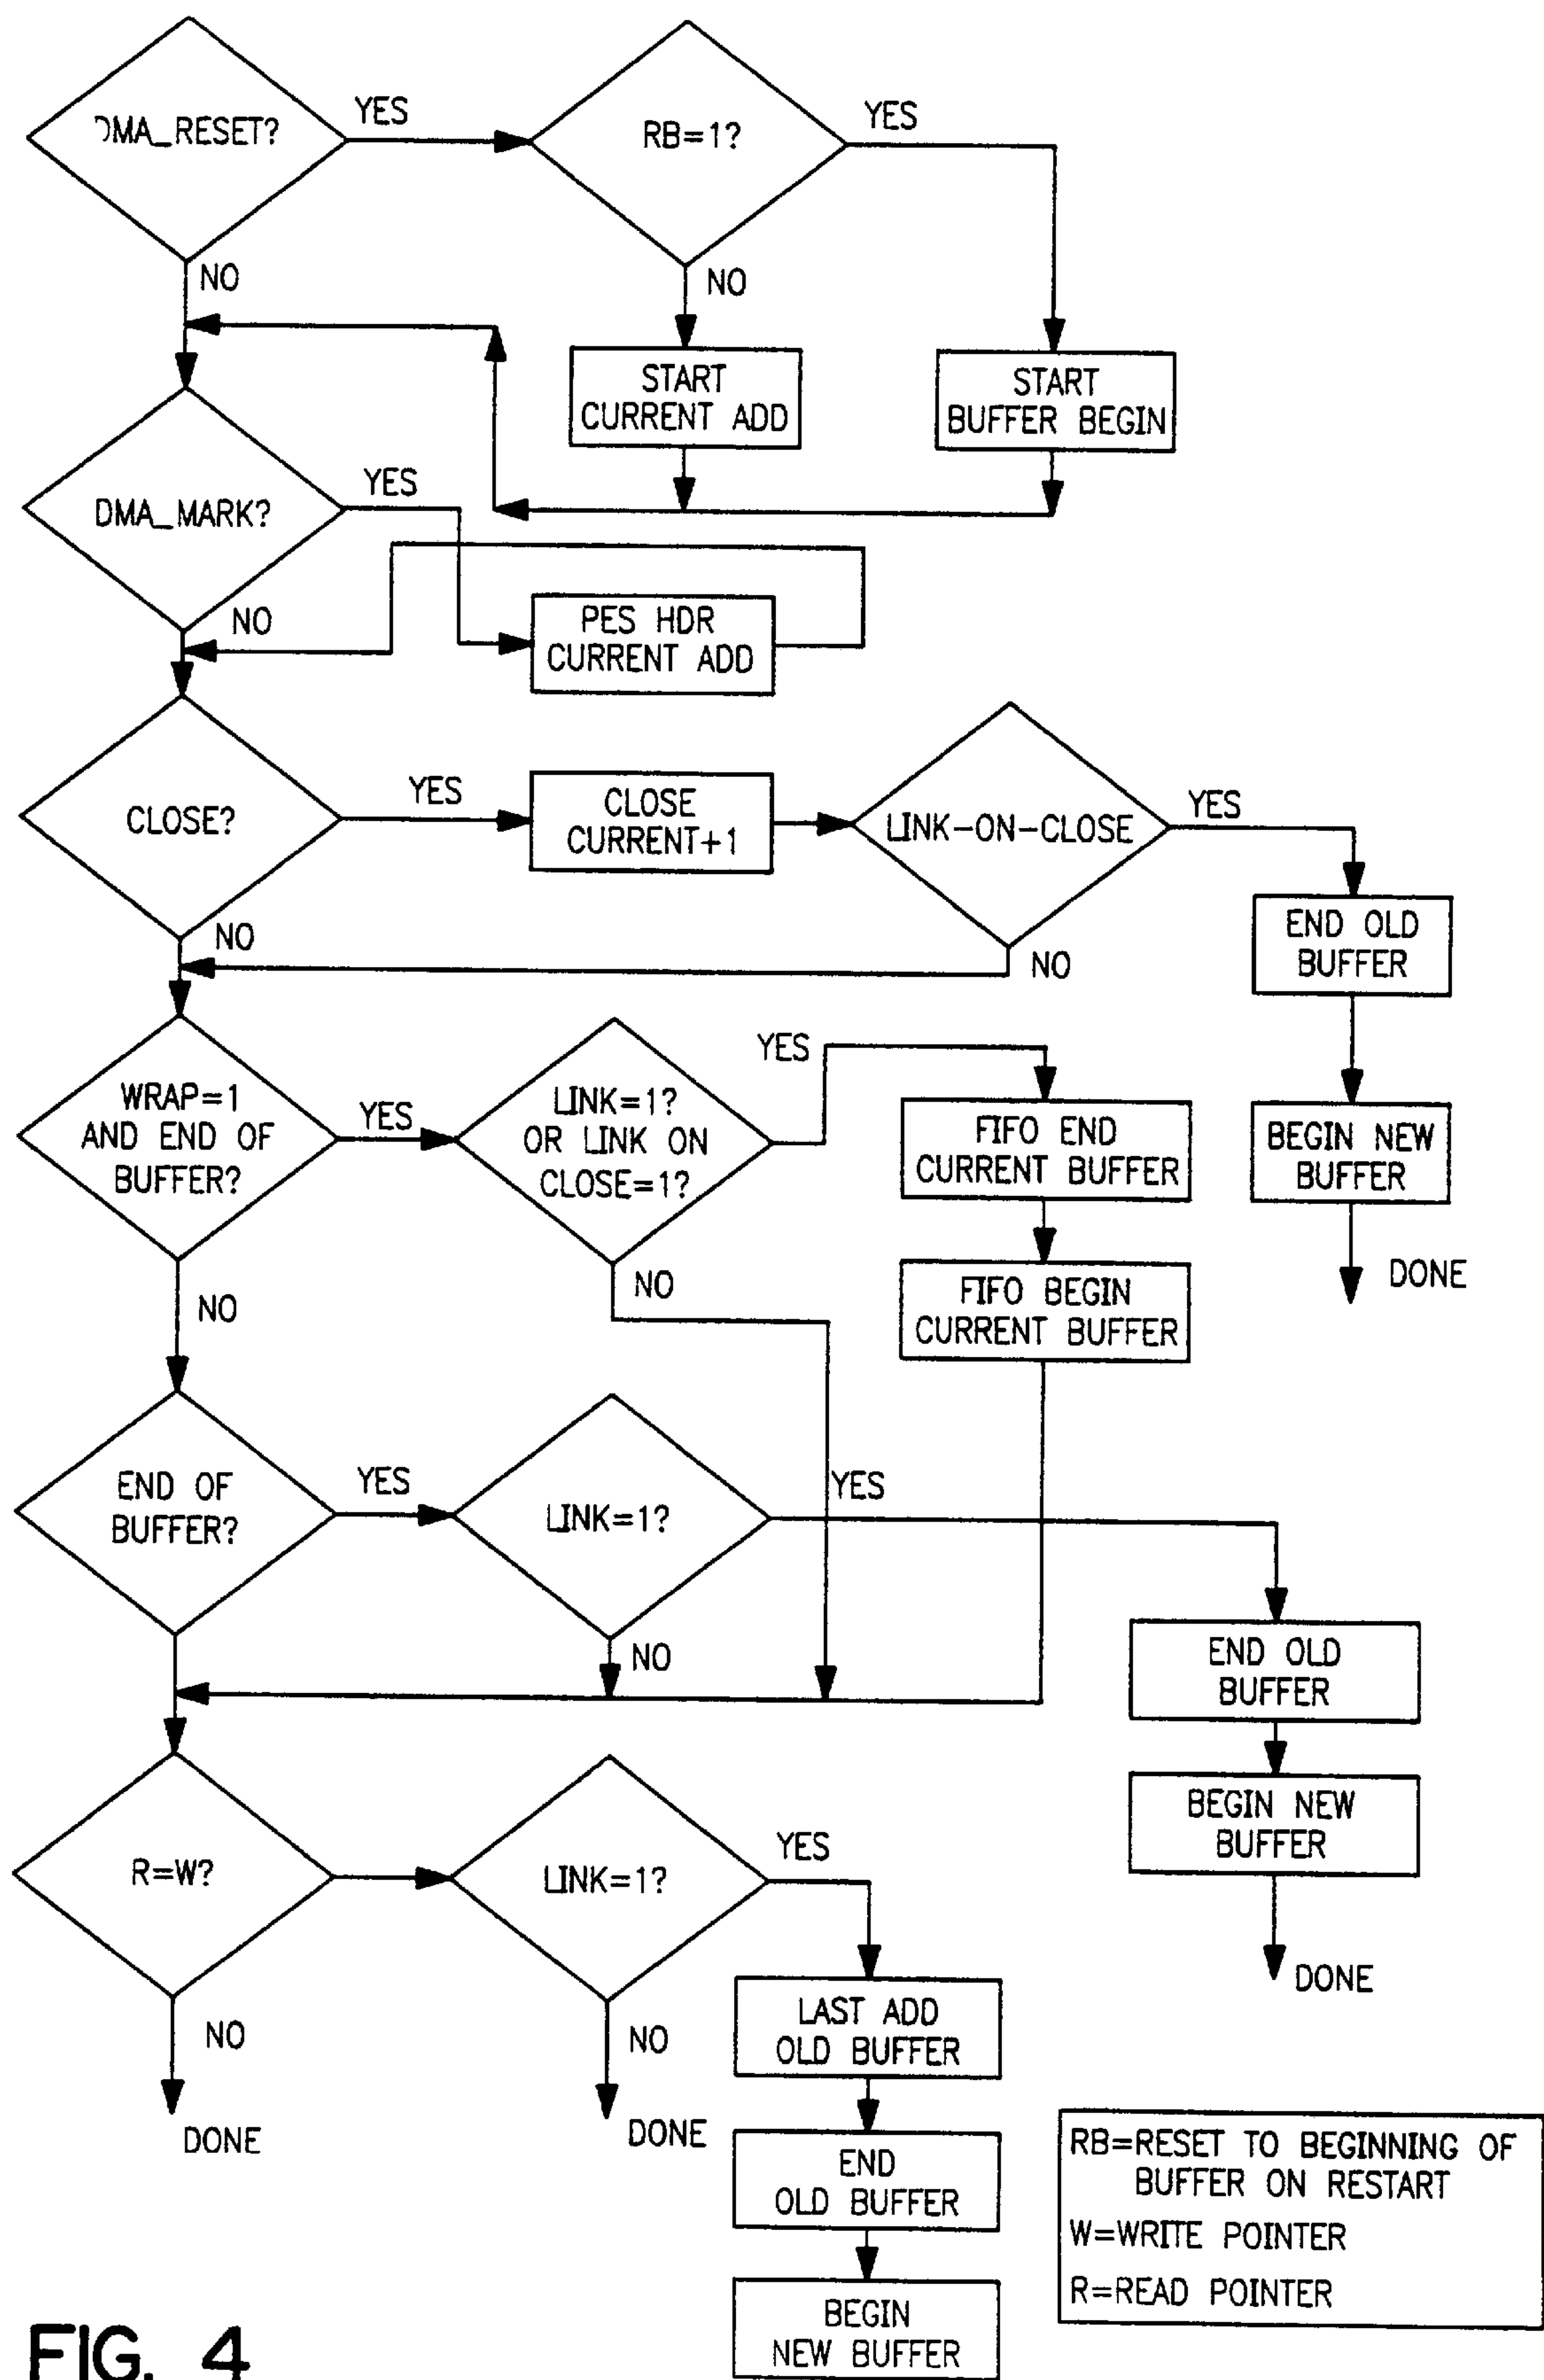 DMA_RESET?
YES
RB=1?
YES
NO
NO
START
CURRENT ADD
START
BUFFER BEGIN
DMA_MARK?
YES
NO
PES HDR
CURRENT ADD
CLOSE?
YES
CLOSE
CURRENT+1
LINK-ON-CLOSE
YES
NO
NO
END OLD
BUFFER
BEGIN NEW
BUFFER
DONE
WRAP=1
AND END OF
BUFFER?
YES
LINK=1?
OR LINK ON
CLOSE=1?
YES
FIFO END
CURRENT BUFFER
FIFO BEGIN
CURRENT BUFFER
NO
NO
END OF
BUFFER?
YES
LINK=1?
YES
NO
END OLD
BUFFER
BEGIN NEW
BUFFER
DONE
R=W?
LINK=1?
YES
NO
DONE
NO
DONE
LAST ADD
OLD BUFFER
END
OLD BUFFER
BEGIN
NEW BUFFER
RB=RESET TO BEGINNING OF
BUFFER ON RESTART
W=WRITE POINTER
R=READ POINTER
FIG. 4